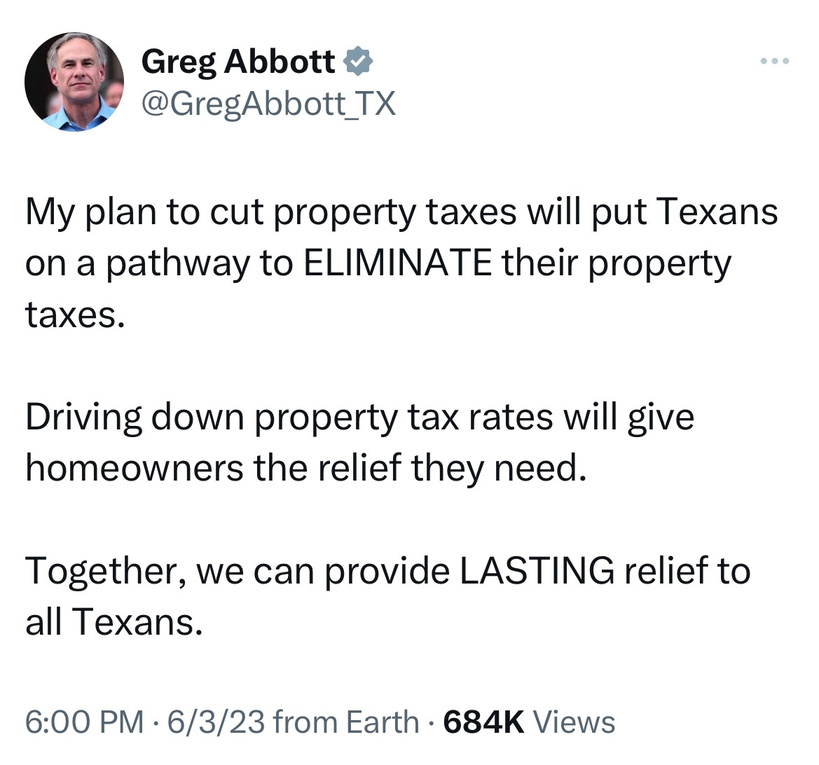 Greg Abbott
@GregAbbott_TX
My plan to cut property taxes will put Texans
on a pathway to ELIMINATE their property
taxes.
Driving down property tax rates will give
homeowners the relief they need.
Together, we can provide LASTING relief to
all Texans.
6:00 PM · 6/3/23 from Earth · 684K Views